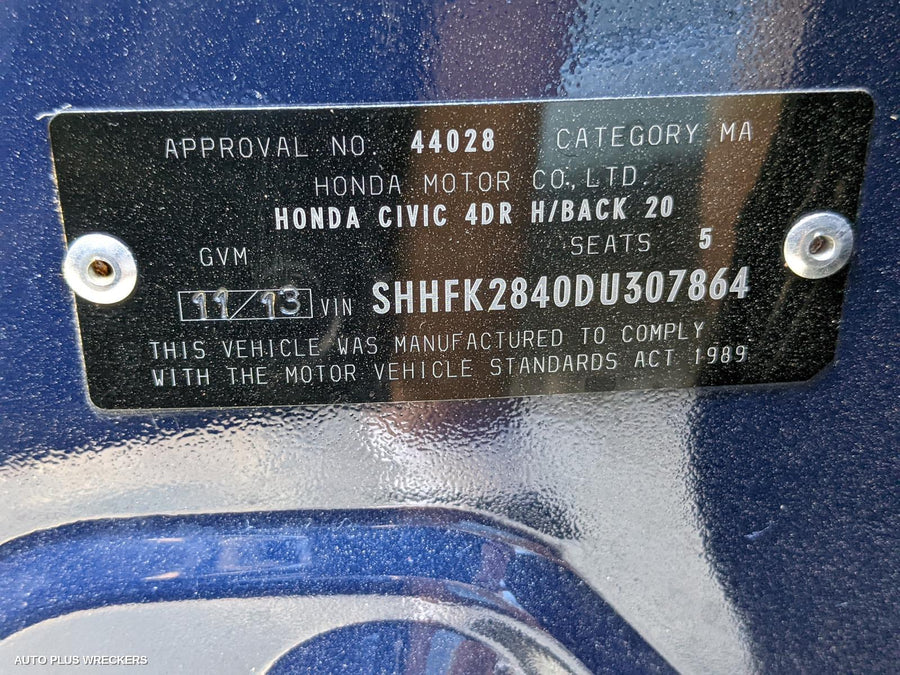 APPROVAL NO. 44028 CATEGORY MA
HONDA MOTOR CO., LTD.
HONDA CIVIC 4DR H/BACK 20
GVM SEATS 5
11/13 VIN SHHFK2840DU307864
THIS VEHICLE WAS MANUFACTURED TO COMPLY
WITH THE MOTOR VEHICLE STANDARDS ACT 1989
AUTO PLUS WRECKERS